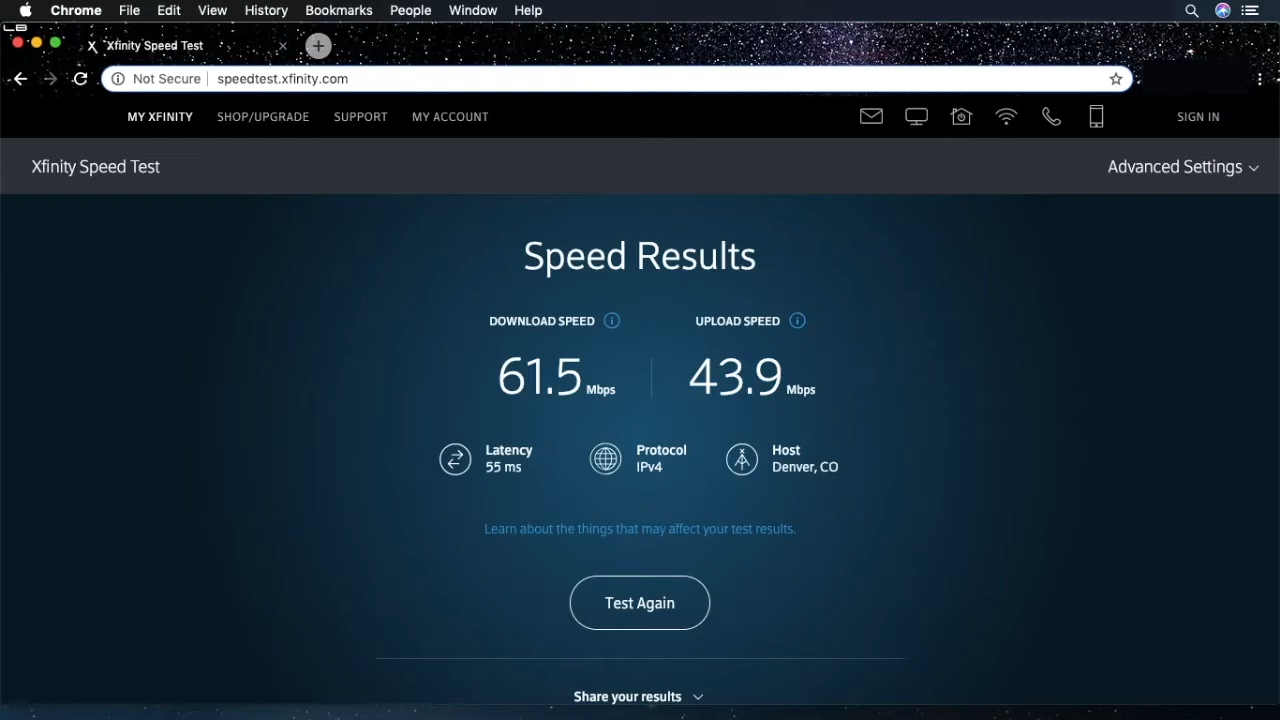 Chrome File Edit View History Bookmarks People Window Help
X Xfinity Speed Test
Not Secure speedtest.xfinity.com
MY XFINITY SHOP/UPGRADE SUPPORT MY ACCOUNT SIGN IN
Xfinity Speed Test Advanced Settings
Speed Results
DOWNLOAD SPEED UPLOAD SPEED
61.5 Mbps 43.9 Mbps
Latency Protocol Host
55 ms IPv4 Denver, CO
Learn about the things that may affect your test results.
Test Again
Share your results